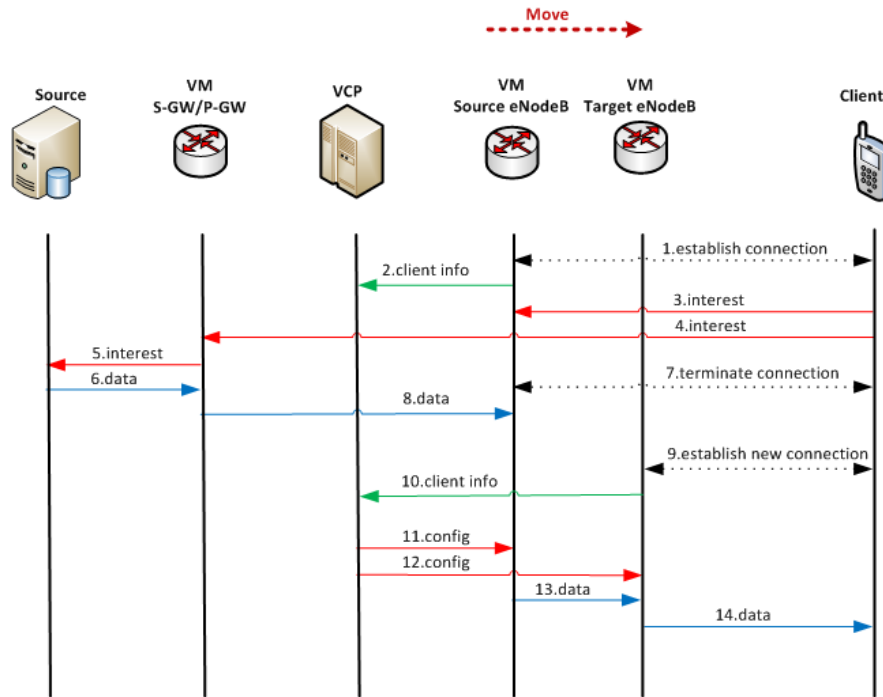 Move
Source
VM
S-GW/P-GW
VCP
VM
Source eNodeB
VM
Target eNodeB
Client
1.establish connection
2.client info
3.interest
4.interest
5.interest
6.data
7.terminate connection
8.data
9.establish new connection
10.client info
11.config
12.config
13.data
14.data